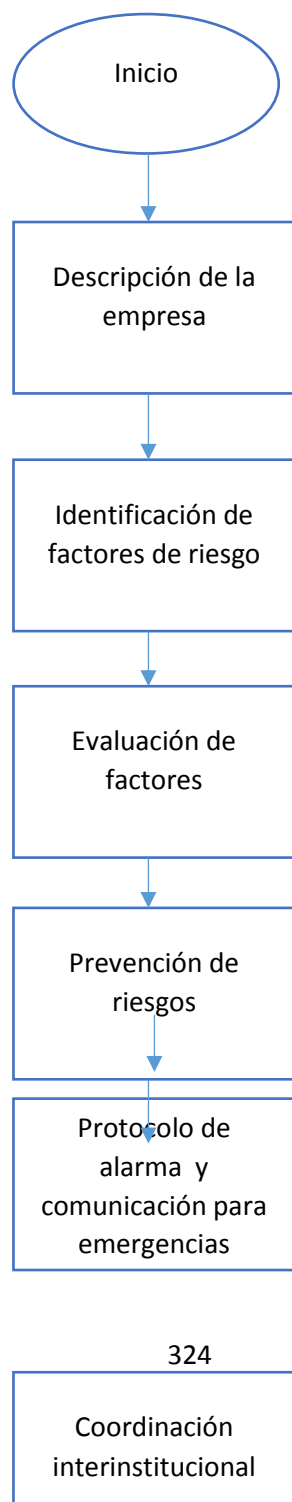 Inicio
Descripción de la
empresa
Identificación de
factores de riesgo
Evaluación de
factores
Prevención de
riesgos
Protocolo de
alarma y
comunicación para
emergencias
324
Coordinación
interinstitucional